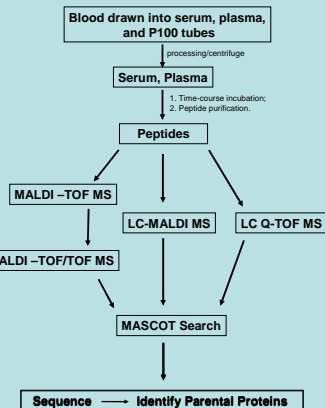 Blood drawn into serum, plasma,
and P100 tubes
processing/centrifuge
Serum, Plasma
1. Time-course incubation;
2. Peptide purification.
Peptides
MALDI –TOF MS
LC-MALDI MS
LC Q-TOF MS
ALDI –TOF/TOF MS
MASCOT Search
Sequence Identify Parental Proteins